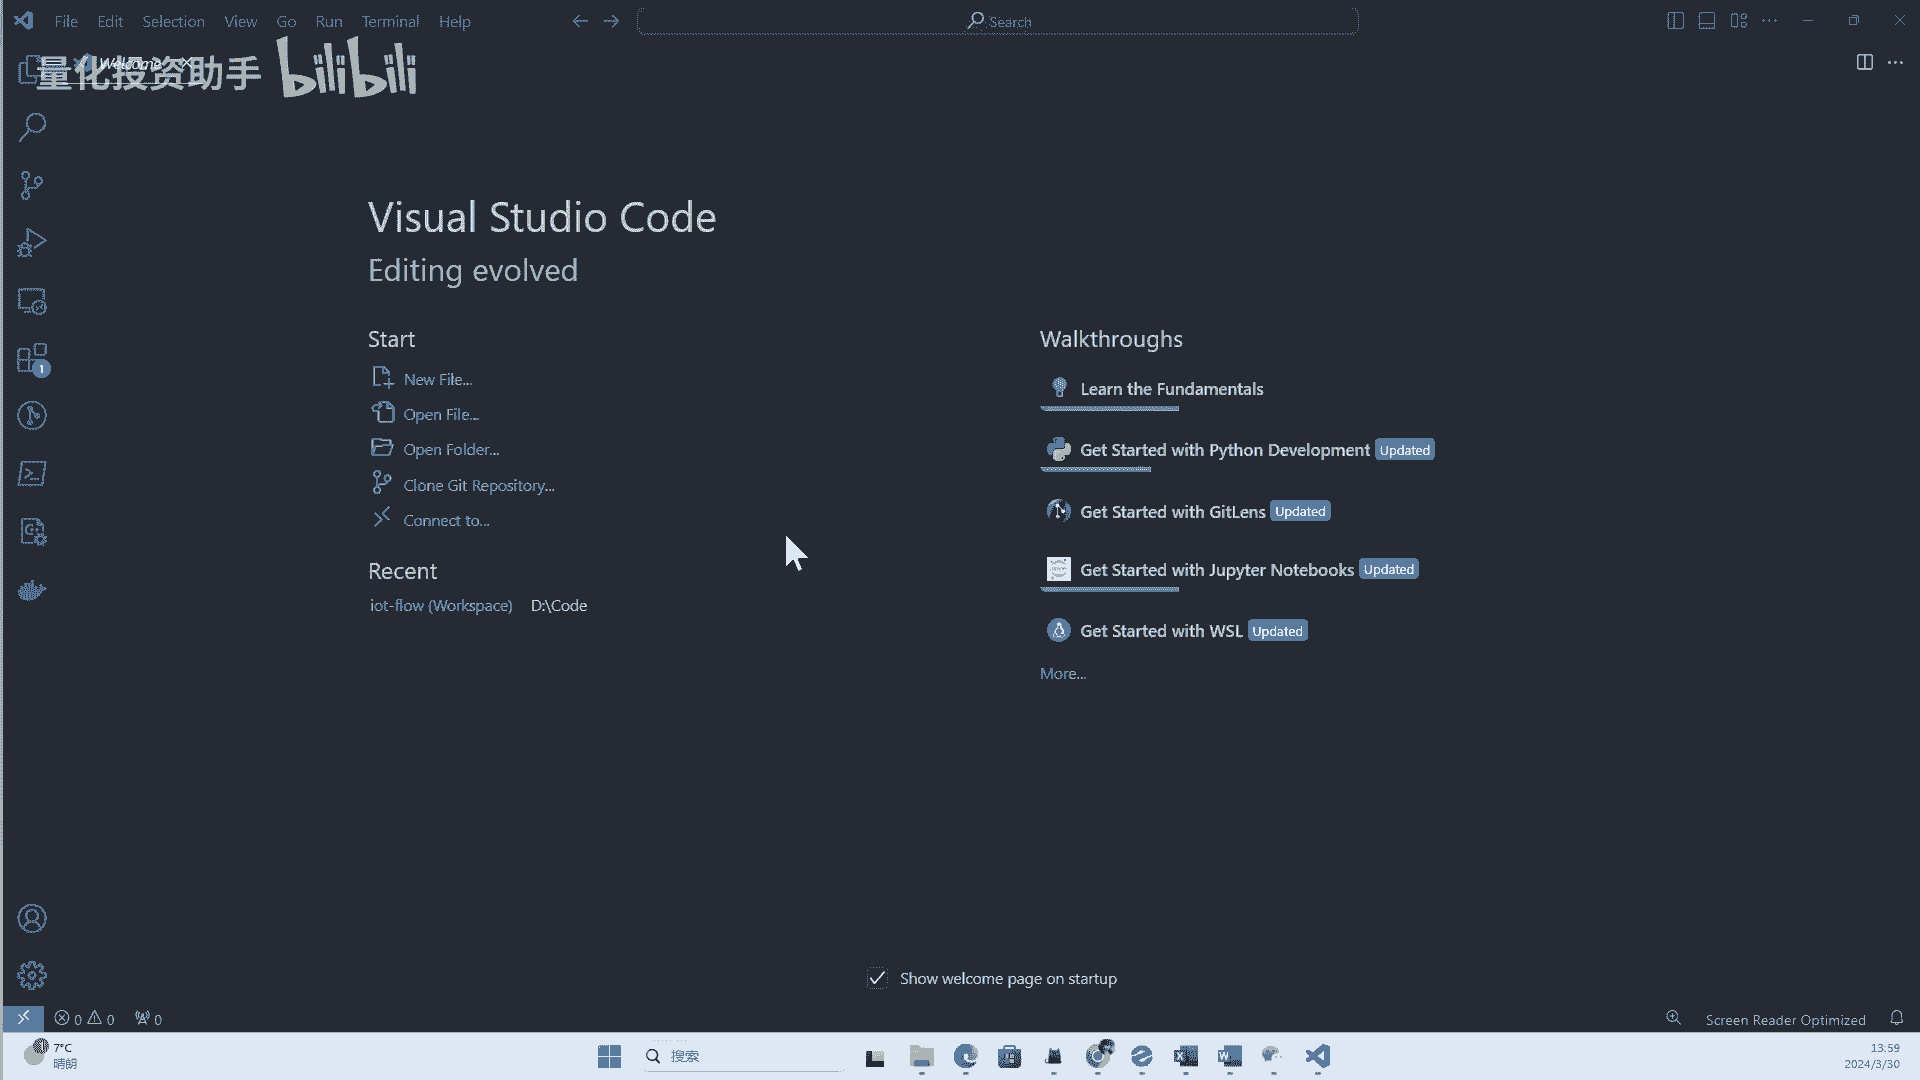 File Edit Selection View Go Run Terminal Help
Search
Welcome
量化投资助手 bilibili
Visual Studio Code
Editing evolved
Start
New File...
Open File...
Open Folder...
Clone Git Repository...
Connect to...
Recent
iot-flow (Workspace) D:\Code
Walkthroughs
Learn the Fundamentals
Get Started with Python Development Updated
Get Started with GitLens Updated
Get Started with Jupyter Notebooks Updated
Get Started with WSL Updated
More...
1
Show welcome page on startup
0 0 0
Screen Reader Optimized
7°C
晴朗
搜索
13:59
2024/3/30